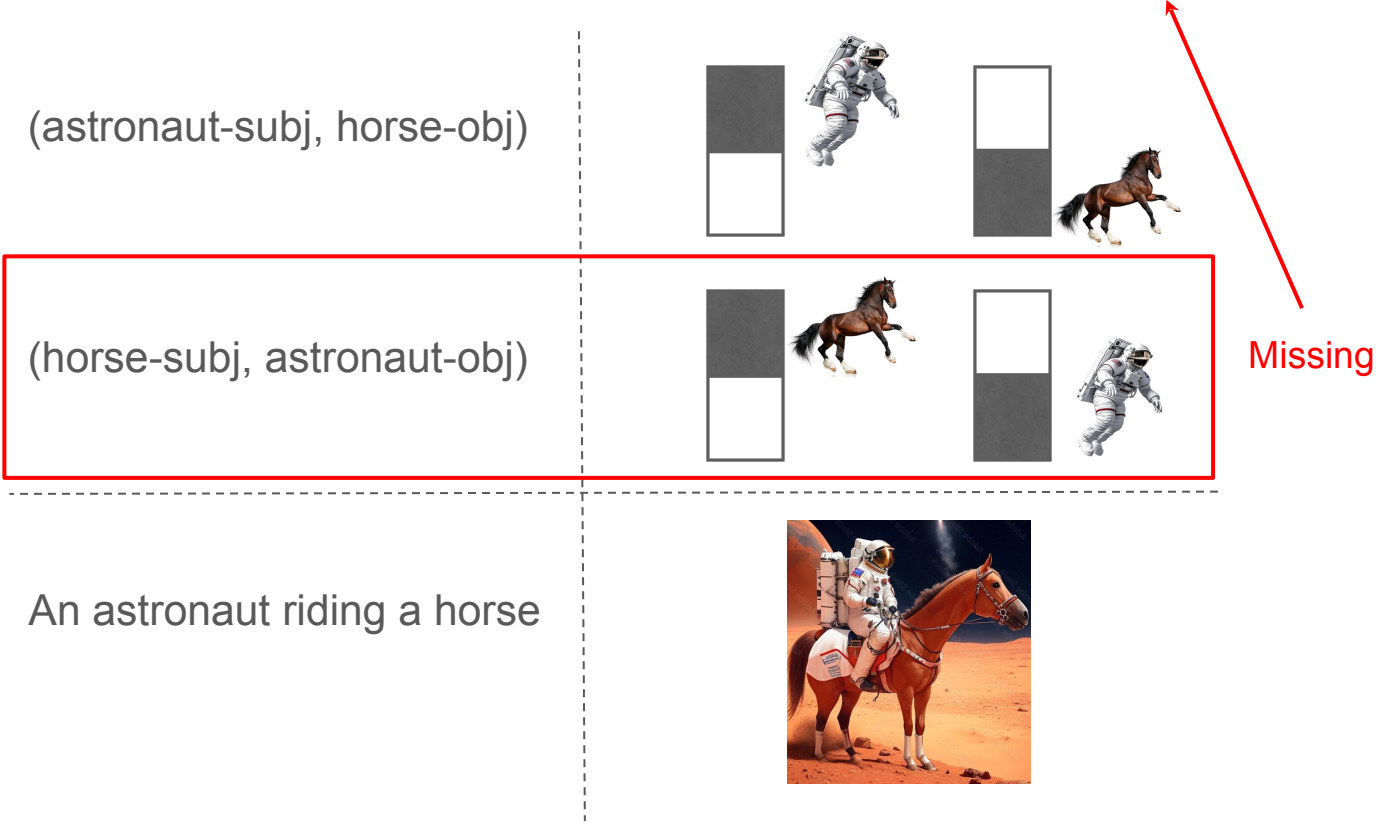 (astronaut-subj, horse-obj)
(horse-subj, astronaut-obj)
Missing
An astronaut riding a horse